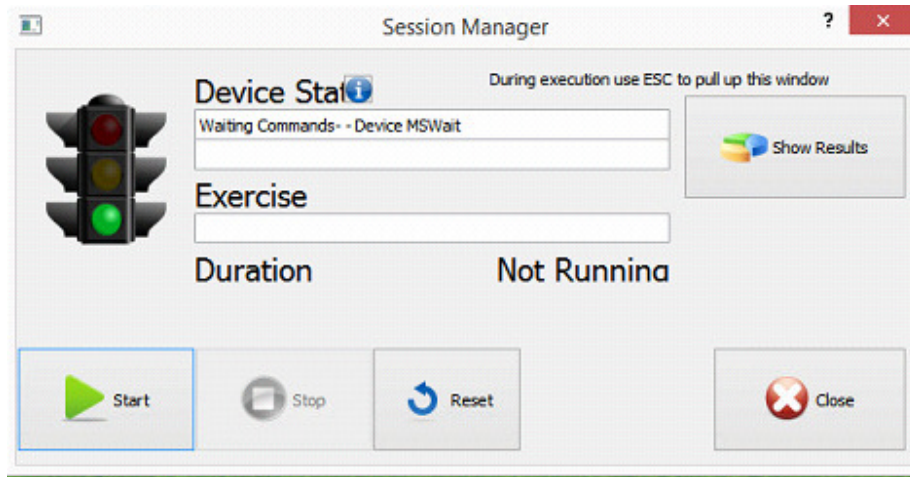 Session Manager
?
During execution use ESC to pull up this window
Device Stat
Waiting Commands- - Device MSWait
Show Results
Exercise
Duration
Not Running
Start
Stop
Reset
Close